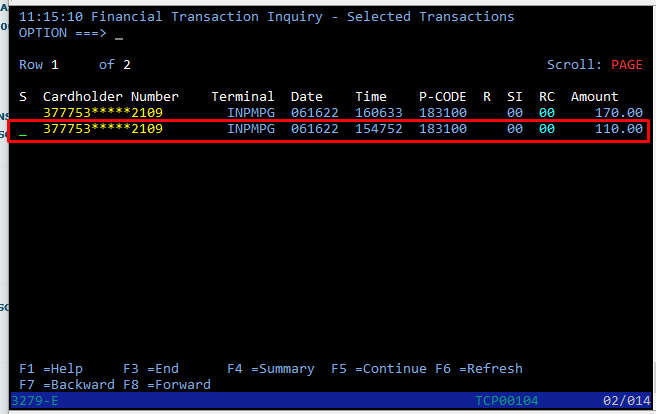 11:15:10 Financial Transaction Inquiry - Selected Transactions
OPTION ===> _
Row 1 of 2 Scroll: PAGE
S Cardholder Number Terminal Date Time P-CODE R SI RC Amount
377753*****2109 INPMPG 061622 160633 183100 00 00 170.00
_ 377753*****2109 INPMPG 061622 154752 183100 00 00 110.00
F1 =Help F3 =End F4 =Summary F5 =Continue F6 =Refresh
F7 =Backward F8 =Forward
3279-E TCP00104 02/014